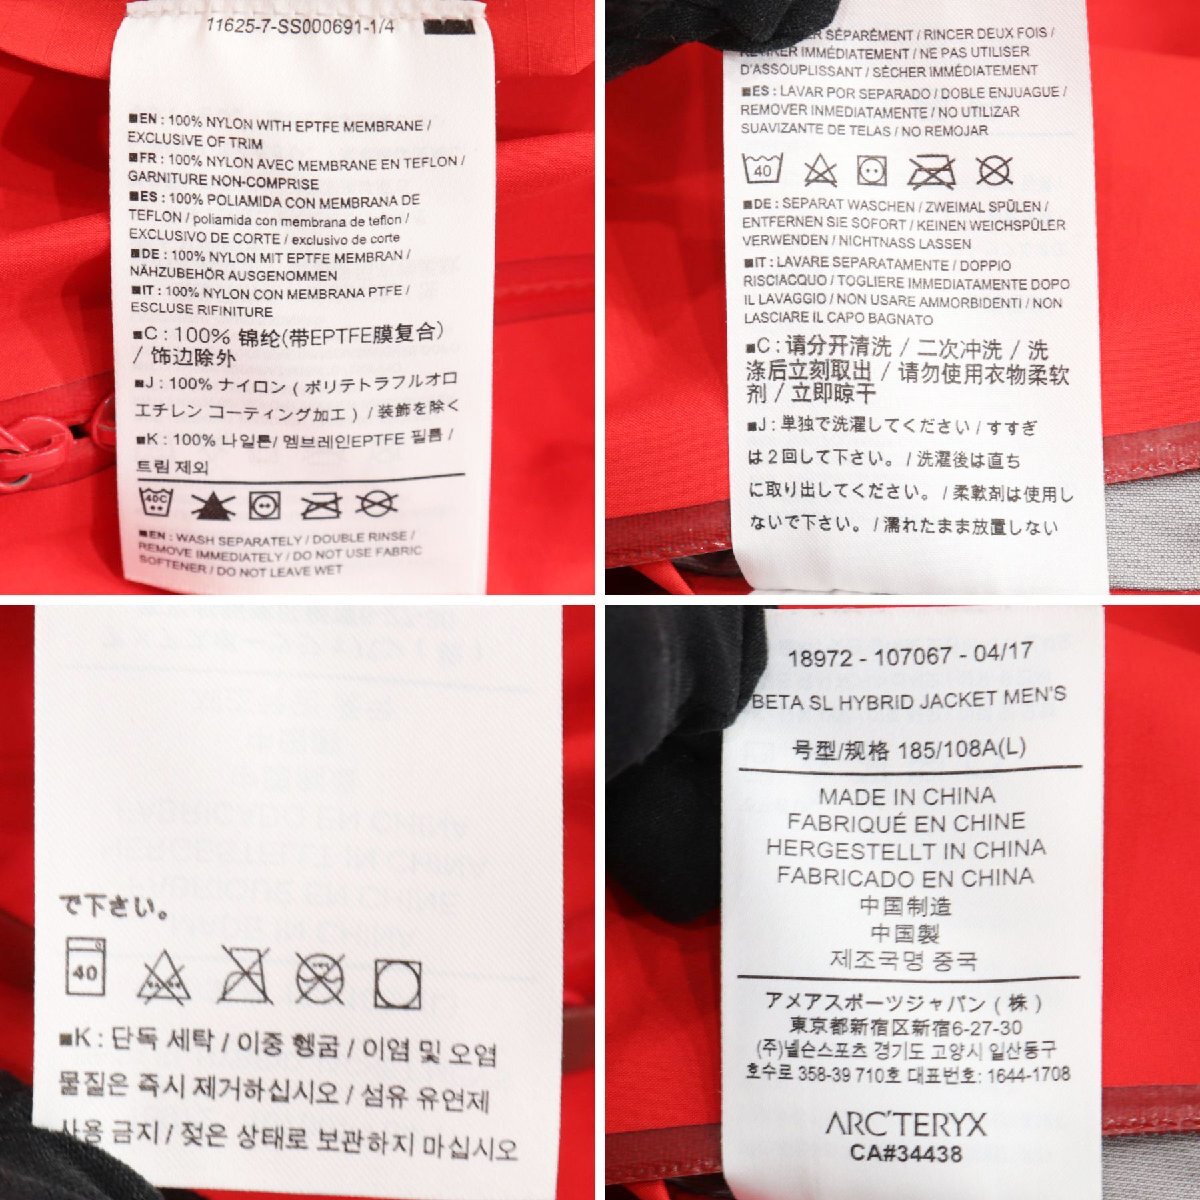 11625-7-SS000691-1/4
■EN : 100% NYLON WITH EPTFE MEMBRANE /
EXCLUSIVE OF TRIM
■FR : 100% NYLON AVEC MEMBRANE EN TEFLON /
GARNITURE NON-COMPRISE
■ES : 100% POLIAMIDA CON MEMBRANA DE
TEFLON / poliamida con membrana de teflon /
EXCLUSIVO DE CORTE / exclusivo de corte
■DE : 100% NYLON MIT EPTFE MEMBRAN /
NÄHZUBEHÖR AUSGENOMMEN
■IT : 100% NYLON CON MEMBRANA PTFE /
ESCLUSE RIFINITURE
■C : 100% 锦纶(带EPTFE膜复合)
/ 饰边除外
■J : 100% ナイロン ( ポリテトラフルオロ
エチレン コーティング加工 ) / 装飾を除く
■K : 100% 나일론/ 멤브레인EPTFE 필름 /
트림 제외
40C
■EN : WASH SEPARATELY / DOUBLE RINSE /
REMOVE IMMEDIATELY / DO NOT USE FABRIC
SOFTENER / DO NOT LEAVE WET
SÉPARÉMENT / RINCER DEUX FOIS /
RETIRER IMMÉDIATEMENT / NE PAS UTILISER
D'ASSOUPLISSANT / SÉCHER IMMÉDIATEMENT
■ES : LAVAR POR SEPARADO / DOBLE ENJUAGUE /
REMOVER INMEDIATAMENTE / NO UTILIZAR
SUAVIZANTE DE TELAS / NO REMOJAR
40
■DE : SEPARAT WASCHEN / ZWEIMAL SPÜLEN /
ENTFERNEN SIE SOFORT / KEINEN WEICHSPÜLER
VERWENDEN / NICHTNASS LASSEN
■IT : LAVARE SEPARATAMENTE / DOPPIO
RISCIACQUO / TOGLIERE IMMEDIATAMENTE DOPO
IL LAVAGGIO / NON USARE AMMORBIDENTI / NON
LASCIARE IL CAPO BAGNATO
■C : 请分开清洗 / 二次冲洗 / 洗
涤后立刻取出 / 请勿使用衣物柔软
剂 / 立即晾干
■J : 単独で洗濯してください / すすぎ
は２回して下さい。 / 洗濯後は直ち
に取り出してください。 / 柔軟剤は使用し
ないで下さい。 / 濡れたまま放置しない
で下さい。
40
■K : 단독 세탁 / 이중 헹굼 / 이염 및 오염
물질은 즉시 제거하십시오 / 섬유 유연제
사용 금지 / 젖은 상태로 보관하지 마십시오
18972 - 107067 - 04/17
BETA SL HYBRID JACKET MEN'S
号型/规格 185/108A(L)
MADE IN CHINA
FABRIQUÉ EN CHINE
HERGESTELLT IN CHINA
FABRICADO EN CHINA
中国制造
中国製
제조국명 중국
アメアスポーツジャパン ( 株 )
東京都新宿区新宿6-27-30
(주)넬슨스포츠 경기도 고양시 일산동구
호수로 358-39 710호 대표번호: 1644-1708
ARC'TERYX
CA#34438